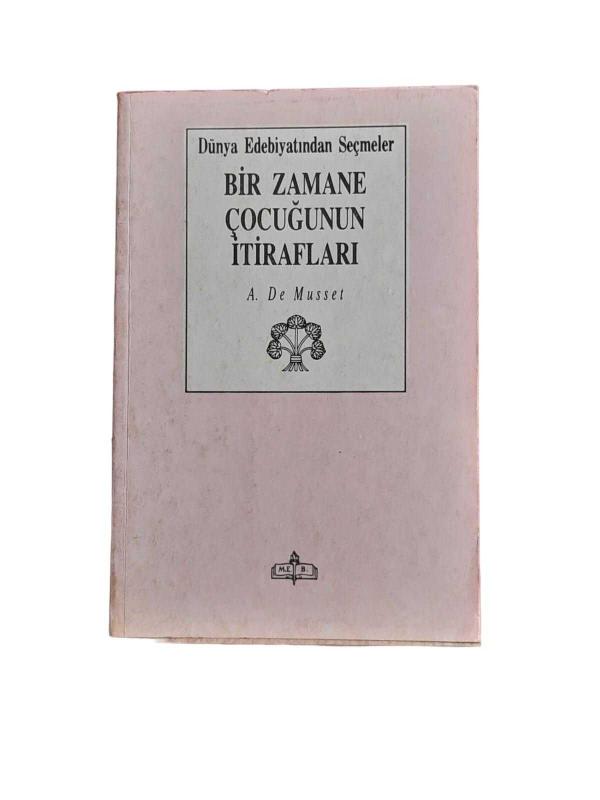 Dünya Edebiyatından Seçmeler
BİR ZAMANE
ÇOCUĞUNUN
İTİRAFLARI
A. De Musset
M.E. B.